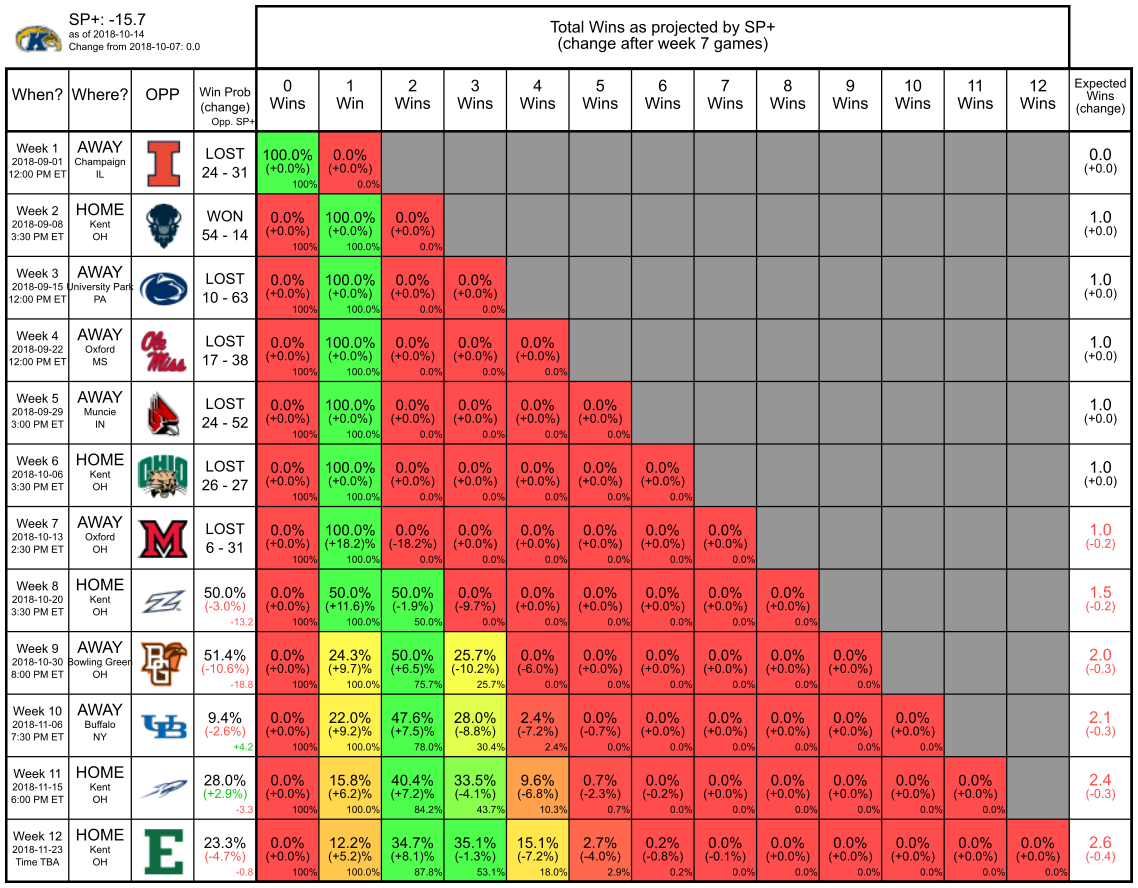 SP+: -15.7
as of 2018-10-14
Change from 2018-10-07: 0.0
Total Wins as projected by SP+
(change after week 7 games)
When? Where? OPP Win Prob (change) Opp. SP+ 0 Wins 1 Win 2 Wins 3 Wins 4 Wins 5 Wins 6 Wins 7 Wins 8 Wins 9 Wins 10 Wins 11 Wins 12 Wins Expected Wins (change)
Week 1 AWAY LOST 100.0% 0.0% 0.0
2018-09-01 Champaign 24 - 31 (+0.0%) (+0.0%) (+0.0)
12:00 PM ET IL 100% 0.0%
Week 2 HOME WON 0.0% 100.0% 0.0% 1.0
2018-09-08 Kent 54 - 14 (+0.0%) (+0.0%) (+0.0%) (+0.0)
3:30 PM ET OH 100% 100.0% 0.0%
Week 3 AWAY LOST 0.0% 100.0% 0.0% 0.0% 1.0
2018-09-15 University Park 10 - 63 (+0.0%) (+0.0%) (+0.0%) (+0.0%) (+0.0)
12:00 PM ET PA 100% 100.0% 0.0% 0.0%
Week 4 AWAY Ole Miss LOST 0.0% 100.0% 0.0% 0.0% 0.0% 1.0
2018-09-22 Oxford 17 - 38 (+0.0%) (+0.0%) (+0.0%) (+0.0%) (+0.0%) (+0.0)
12:00 PM ET MS 100% 100.0% 0.0% 0.0% 0.0%
Week 5 AWAY LOST 0.0% 100.0% 0.0% 0.0% 0.0% 0.0% 1.0
2018-09-29 Muncie 24 - 52 (+0.0%) (+0.0%) (+0.0%) (+0.0%) (+0.0%) (+0.0%) (+0.0)
3:00 PM ET IN 100% 100.0% 0.0% 0.0% 0.0% 0.0%
Week 6 HOME OHIO LOST 0.0% 100.0% 0.0% 0.0% 0.0% 0.0% 0.0% 1.0
2018-10-06 Kent 26 - 27 (+0.0%) (+0.0%) (+0.0%) (+0.0%) (+0.0%) (+0.0%) (+0.0%) (+0.0)
3:30 PM ET OH 100% 100.0% 0.0% 0.0% 0.0% 0.0% 0.0%
Week 7 AWAY M LOST 0.0% 100.0% 0.0% 0.0% 0.0% 0.0% 0.0% 0.0% 1.0
2018-10-13 Oxford 6 - 31 (+0.0%) (+18.2)% (-18.2%) (+0.0%) (+0.0%) (+0.0%) (+0.0%) (+0.0%) (-0.2)
2:30 PM ET OH 100% 100.0% 0.0% 0.0% 0.0% 0.0% 0.0% 0.0%
Week 8 HOME 50.0% 0.0% 50.0% 50.0% 0.0% 0.0% 0.0% 0.0% 0.0% 0.0% 1.5
2018-10-20 Kent (-3.0%) (+0.0%) (+11.6)% (-1.9%) (-9.7%) (+0.0%) (+0.0%) (+0.0%) (+0.0%) (+0.0%) (-0.2)
3:30 PM ET OH -13.2 100% 100.0% 50.0% 0.0% 0.0% 0.0% 0.0% 0.0% 0.0%
Week 9 AWAY BG 51.4% 0.0% 24.3% 50.0% 25.7% 0.0% 0.0% 0.0% 0.0% 0.0% 0.0% 2.0
2018-10-30 Bowling Green (-10.6%) (+0.0%) (+9.7)% (+6.5)% (-10.2%) (-6.0%) (+0.0%) (+0.0%) (+0.0%) (+0.0%) (+0.0%) (-0.3)
8:00 PM ET OH -18.8 100% 100.0% 75.7% 25.7% 0.0% 0.0% 0.0% 0.0% 0.0% 0.0%
Week 10 AWAY UB 9.4% 0.0% 22.0% 47.6% 28.0% 2.4% 0.0% 0.0% 0.0% 0.0% 0.0% 0.0% 2.1
2018-11-06 Buffalo (-2.6%) (+0.0%) (+9.2)% (+7.5)% (-8.8%) (-7.2%) (-0.7%) (+0.0%) (+0.0%) (+0.0%) (+0.0%) (+0.0%) (-0.3)
7:30 PM ET NY +4.2 100% 100.0% 78.0% 30.4% 2.4% 0.0% 0.0% 0.0% 0.0% 0.0% 0.0%
Week 11 HOME 28.0% 0.0% 15.8% 40.4% 33.5% 9.6% 0.7% 0.0% 0.0% 0.0% 0.0% 0.0% 0.0% 2.4
2018-11-15 Kent (+2.9%) (+0.0%) (+6.2)% (+7.2)% (-4.1%) (-6.8%) (-2.3%) (-0.2%) (+0.0%) (+0.0%) (+0.0%) (+0.0%) (+0.0%) (-0.3)
6:00 PM ET OH -3.3 100% 100.0% 84.2% 43.7% 10.3% 0.7% 0.0% 0.0% 0.0% 0.0% 0.0% 0.0%
Week 12 HOME E 23.3% 0.0% 12.2% 34.7% 35.1% 15.1% 2.7% 0.2% 0.0% 0.0% 0.0% 0.0% 0.0% 0.0% 2.6
2018-11-23 Kent (-4.7%) (+0.0%) (+5.2)% (+8.1)% (-1.3%) (-7.2%) (-4.0%) (-0.8%) (-0.1%) (+0.0%) (+0.0%) (+0.0%) (+0.0%) (+0.0%) (-0.4)
Time TBA OH -0.8 100% 100.0% 87.8% 53.1% 18.0% 2.9% 0.2% 0.0% 0.0% 0.0% 0.0% 0.0% 0.0%